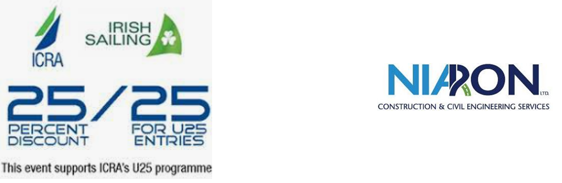 ICRA
IRISH
SAILING
25/25
PERCENT DISCOUNT
FOR U25 ENTRIES
This event supports ICRA's U25 programme
NIARON LTD.
CONSTRUCTION & CIVIL ENGINEERING SERVICES